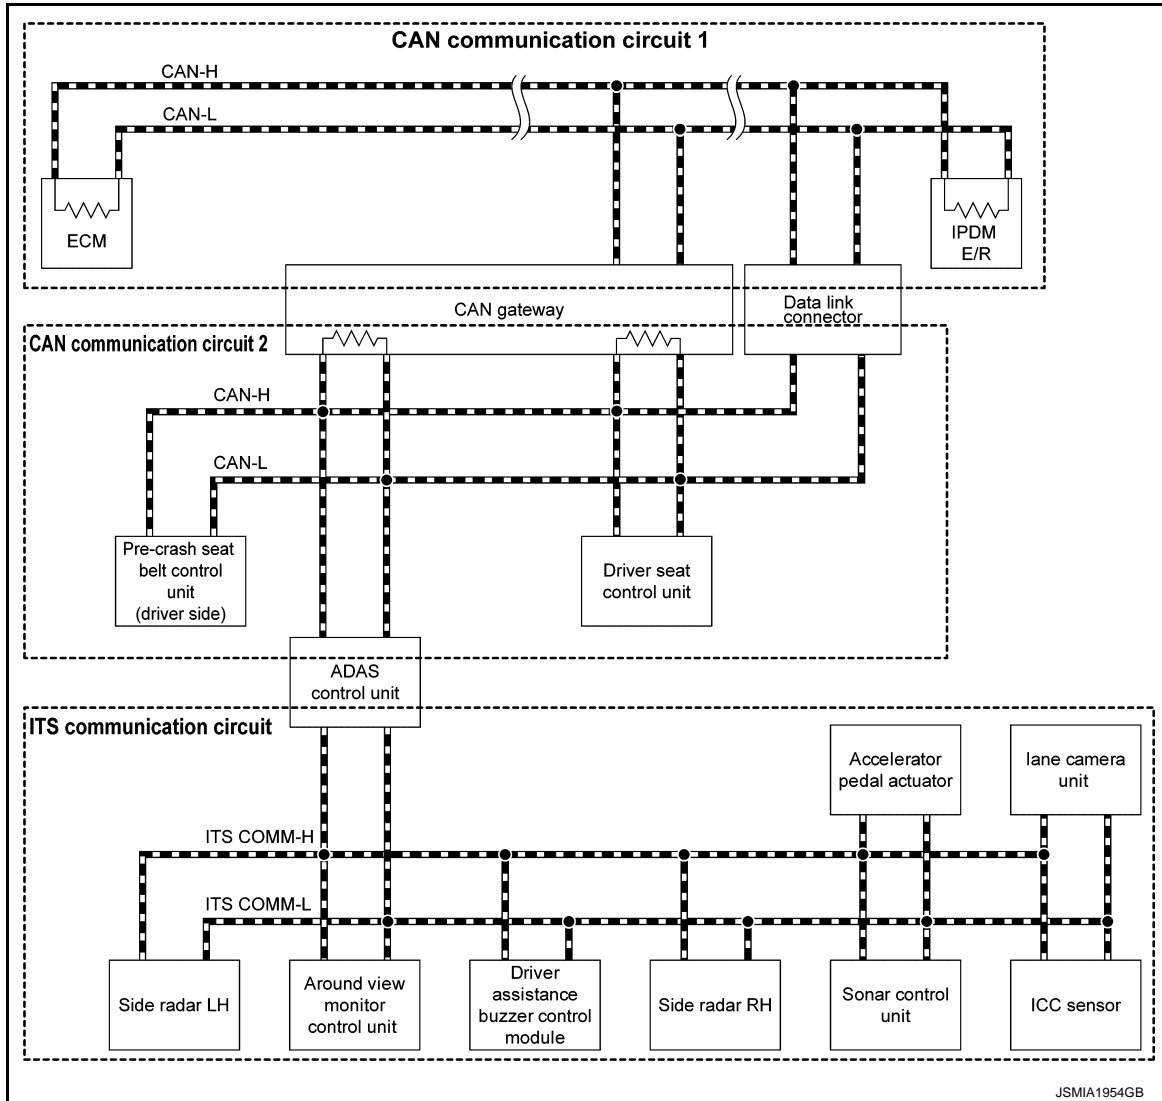 CAN communication circuit 1
CAN-H
CAN-L
ECM
IPDM
E/R
CAN gateway
Data link
connector
CAN communication circuit 2
CAN-H
CAN-L
Pre-crash seat
belt control
unit
(driver side)
Driver seat
control unit
ADAS
control unit
ITS communication circuit
Accelerator
pedal actuator
lane camera
unit
ITS COMM-H
ITS COMM-L
Side radar LH
Around view
monitor
control unit
Driver
assistance
buzzer control
module
Side radar RH
Sonar control
unit
ICC sensor
JSMIA1954GB